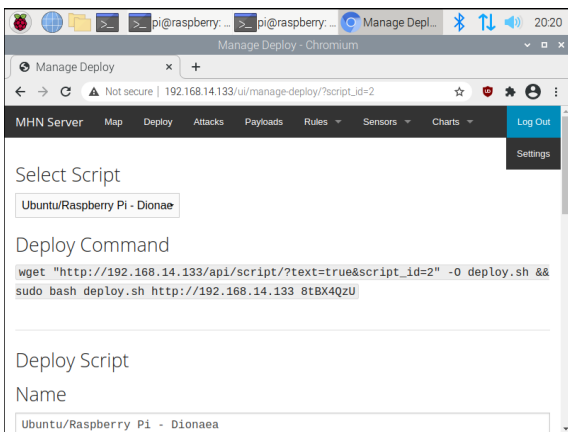 pi@raspberry: ... pi@raspberry: ... Manage Depl... 20:20
Manage Deploy - Chromium
Manage Deploy
Not secure | 192.168.14.133/ui/manage-deploy/?script_id=2
MHN Server Map Deploy Attacks Payloads Rules Sensors Charts Log Out
Settings
Select Script
Ubuntu/Raspberry Pi - Dionae
Deploy Command
wget "http://192.168.14.133/api/script/?text=true&script_id=2" -O deploy.sh &&
sudo bash deploy.sh http://192.168.14.133 8tBX4QzU
Deploy Script
Name
Ubuntu/Raspberry Pi - Dionaea